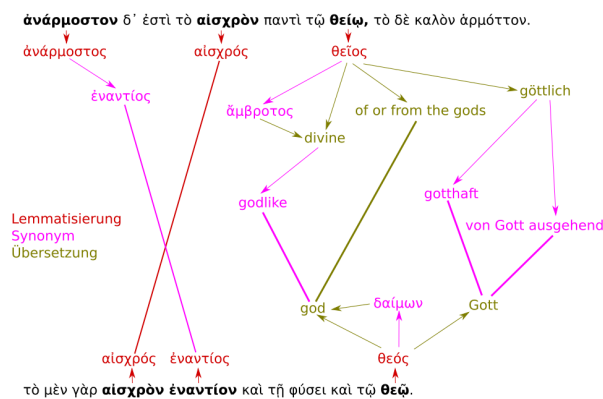 ἀνάρμοστον δ᾽ ἐστὶ τὸ αἰσχρὸν παντὶ τῷ θείῳ, τὸ δὲ καλὸν ἁρμόττον.
ἀνάρμοστος αἰσχρός θεῖος
ἐναντίος ἄμβροτος of or from the gods göttlich
divine
godlike gotthaft
Lemmatisierung von Gott ausgehend
Synonym
Übersetzung
god δαίμων Gott
αἰσχρός ἐναντίος θεός
τὸ μὲν γὰρ αἰσχρὸν ἐναντίον καὶ τῇ φύσει καὶ τῷ θεῷ.